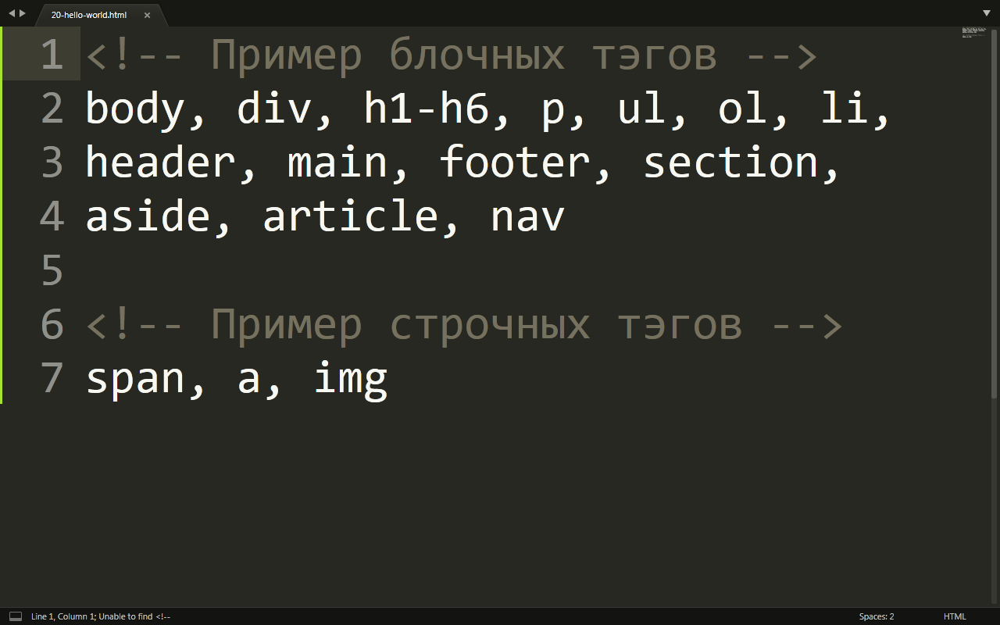 20-hello-world.html ×
1 <!-- Пример блочных тэгов -->
2 body, div, h1-h6, p, ul, ol, li,
3 header, main, footer, section,
4 aside, article, nav
5
6 <!-- Пример строчных тэгов -->
7 span, a, img
Line 1, Column 1; Unable to find <!-- Spaces: 2 HTML